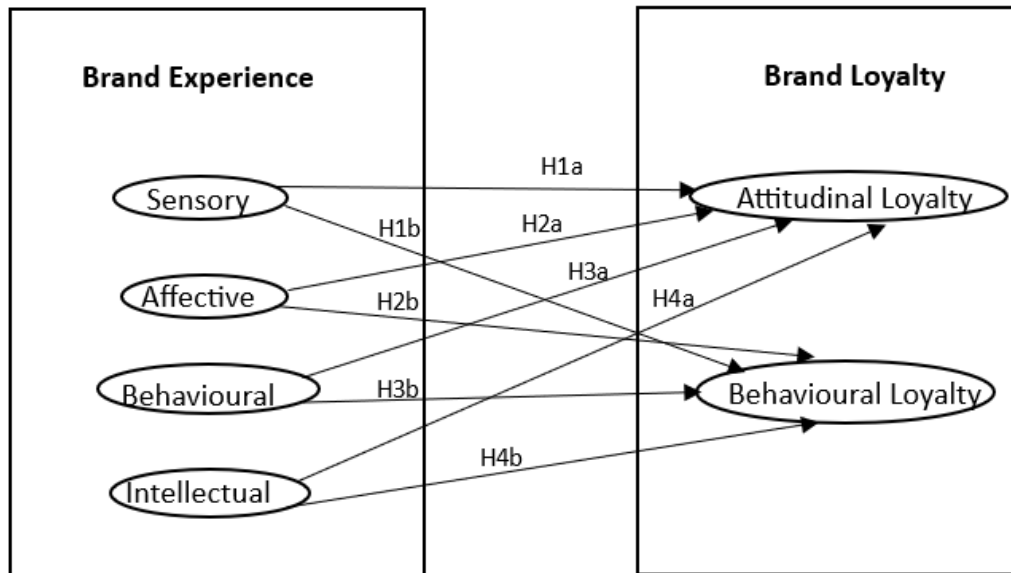 Brand Experience
Brand Loyalty
H1a
Sensory
Attitudinal Loyalty
H1b
H2a
H3a
Affective
H2b
H4a
Behavioural
H3b
Behavioural Loyalty
H4b
Intellectual